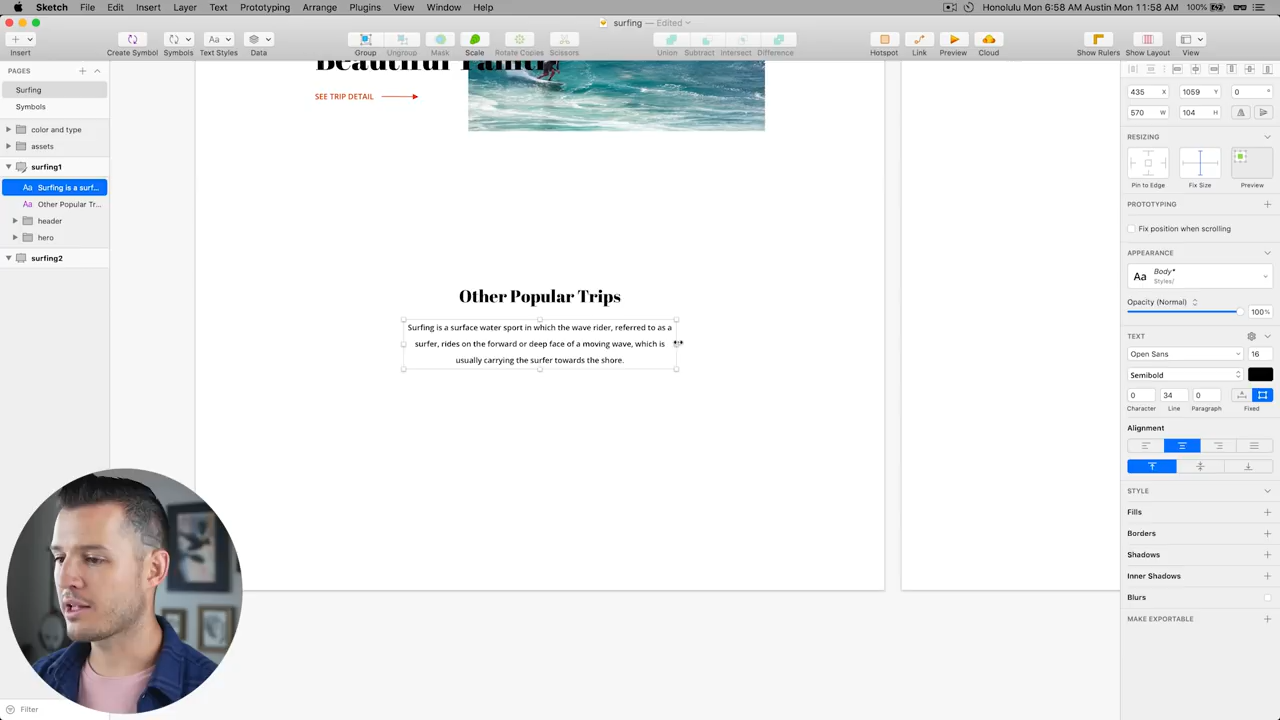 Sketch File Edit Insert Layer Text Prototyping Arrange Plugins View Window Help
Honolulu Mon 6:58 AM Austin Mon 11:58 AM 100%
surfing — Edited
Insert Create Symbol Symbols Text Styles Data Group Ungroup Mask Scale Rotate Copies Scissors Union Subtract Intersect Difference Hotspot Link Preview Cloud Show Rulers Show Layout View
PAGES
Surfing
Symbols
color and type
assets
surfing1
Aa Surfing is a surf...
Aa Other Popular Tr...
header
hero
surfing2
Filter
SEE TRIP DETAIL
Other Popular Trips
Surfing is a surface water sport in which the wave rider, referred to as a
surfer, rides on the forward or deep face of a moving wave, which is
usually carrying the surfer towards the shore.
435 X 1059 Y 0 °
570 W 104 H
RESIZING
Pin to Edge Fix Size Preview
PROTOTYPING
Fix position when scrolling
APPEARANCE
Aa Body*
Styles/
Opacity (Normal)
100%
TEXT
Open Sans 16
Semibold
0 34 0
Character Line Paragraph Fixed
Alignment
STYLE
Fills
Borders
Shadows
Inner Shadows
Blurs
MAKE EXPORTABLE